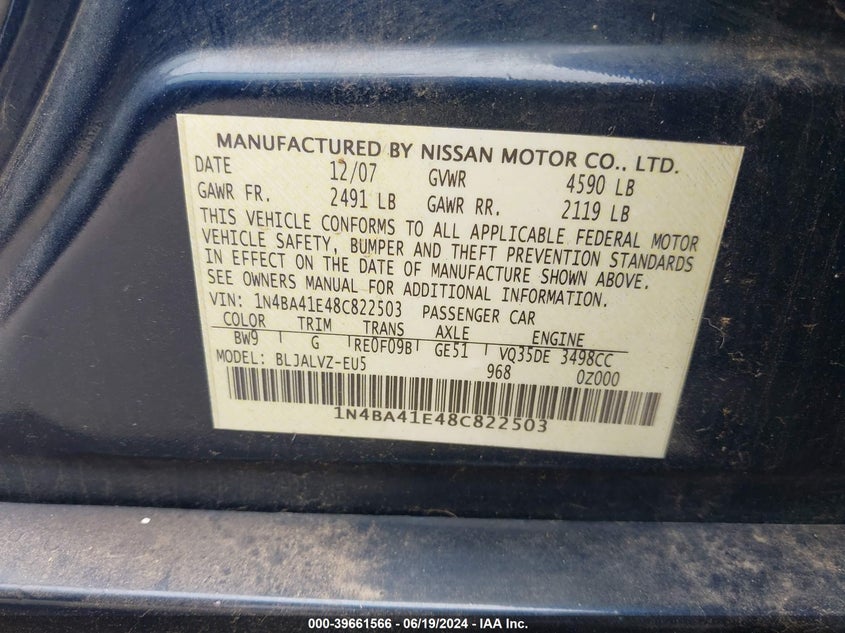 MANUFACTURED BY NISSAN MOTOR CO., LTD.
DATE 12/07 GVWR 4590 LB
GAWR FR. 2491 LB GAWR RR. 2119 LB
THIS VEHICLE CONFORMS TO ALL APPLICABLE FEDERAL MOTOR
VEHICLE SAFETY, BUMPER AND THEFT PREVENTION STANDARDS
IN EFFECT ON THE DATE OF MANUFACTURE SHOWN ABOVE.
SEE OWNERS MANUAL FOR ADDITIONAL INFORMATION.
VIN: 1N4BA41E48C822503 PASSENGER CAR
COLOR TRIM TRANS AXLE ENGINE
BW9 G RE0F09B GE51 VQ35DE 3498CC
MODEL: BLJALVZ-EU5 968 0Z000
1N4BA41E48C822503
000-39661566 - 06/19/2024 - IAA Inc.